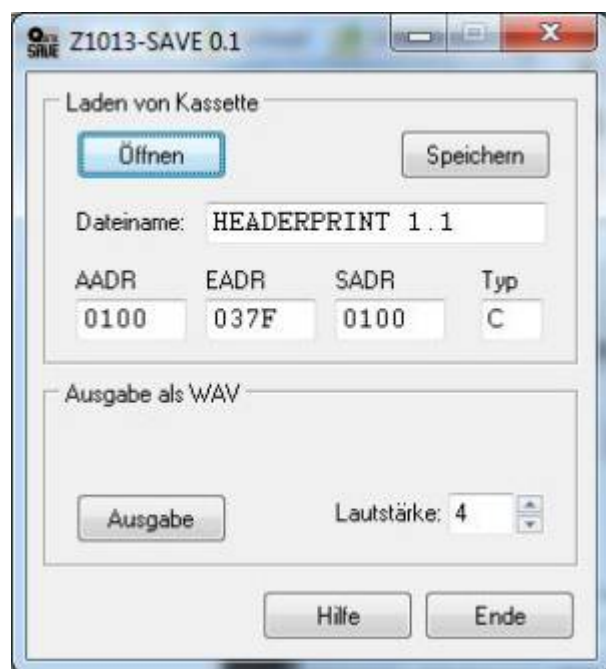 SAVE Z1013-SAVE 0.1
Laden von Kassette
Öffnen Speichern
Dateiname: HEADERPRINT 1.1
AADR EADR SADR Typ
0100 037F 0100 C
Ausgabe als WAV
Ausgabe Lautstärke: 4
Hilfe Ende